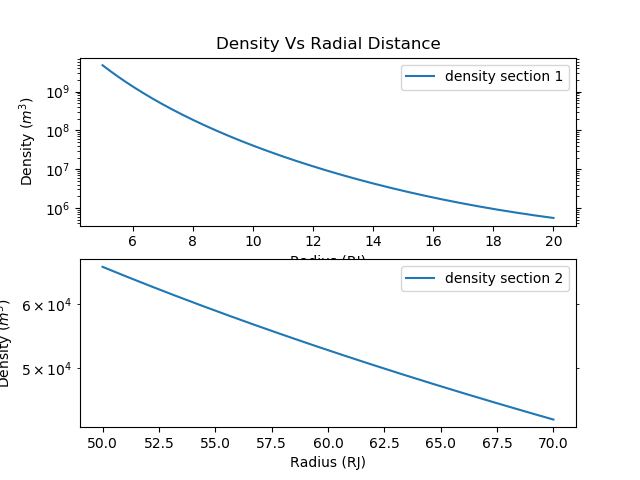 Density Vs Radial Distance
Density (m³)
10⁹
10⁸
10⁷
10⁶
density section 1
6 8 10 12 14 16 18 20
Radius (RJ)
Density (m³)
6 × 10⁴
5 × 10⁴
density section 2
50.0 52.5 55.0 57.5 60.0 62.5 65.0 67.5 70.0
Radius (RJ)